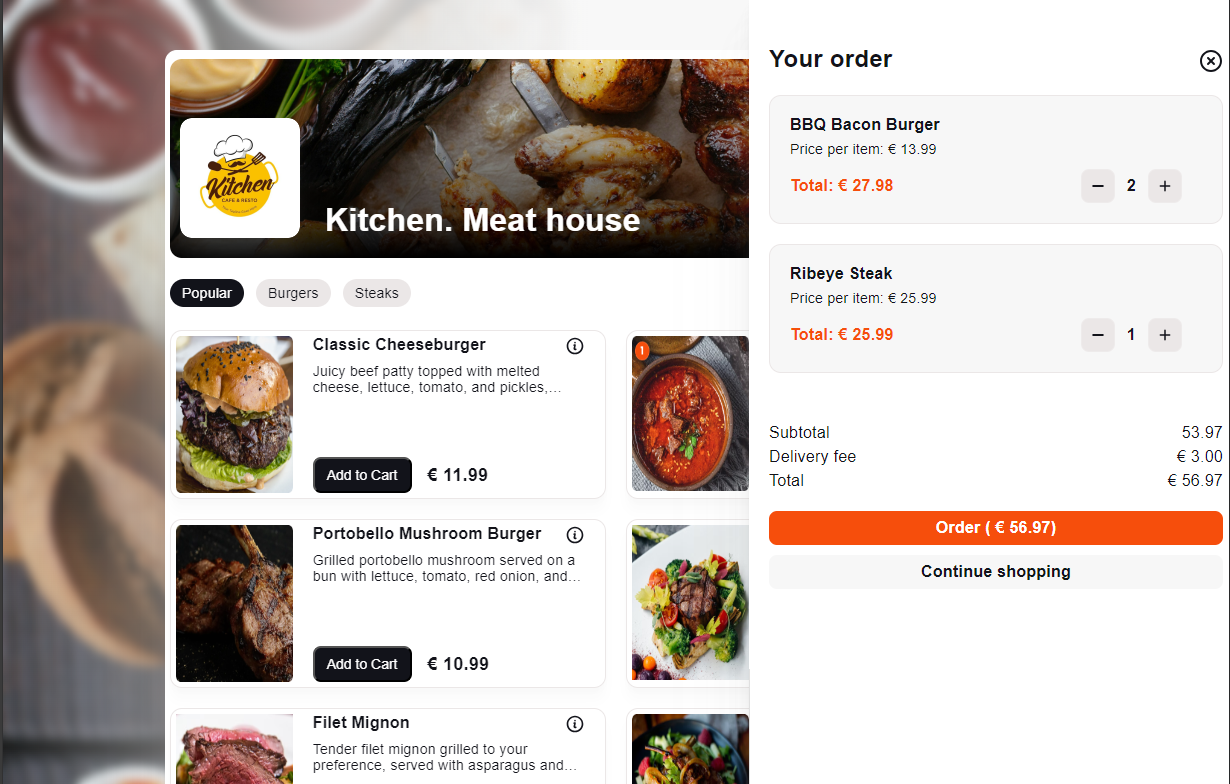 Kitchen
CAFE & RESTO
Kitchen. Meat house
Popular
Burgers
Steaks
Classic Cheeseburger
Juicy beef patty topped with melted
cheese, lettuce, tomato, and pickles,...
Add to Cart
€ 11.99
1
Portobello Mushroom Burger
Grilled portobello mushroom served on a
bun with lettuce, tomato, red onion, and...
Add to Cart
€ 10.99
Filet Mignon
Tender filet mignon grilled to your
preference, served with asparagus and...
Your order
BBQ Bacon Burger
Price per item: € 13.99
Total: € 27.98
− 2 +
Ribeye Steak
Price per item: € 25.99
Total: € 25.99
− 1 +
Subtotal 53.97
Delivery fee € 3.00
Total € 56.97
Order ( € 56.97)
Continue shopping